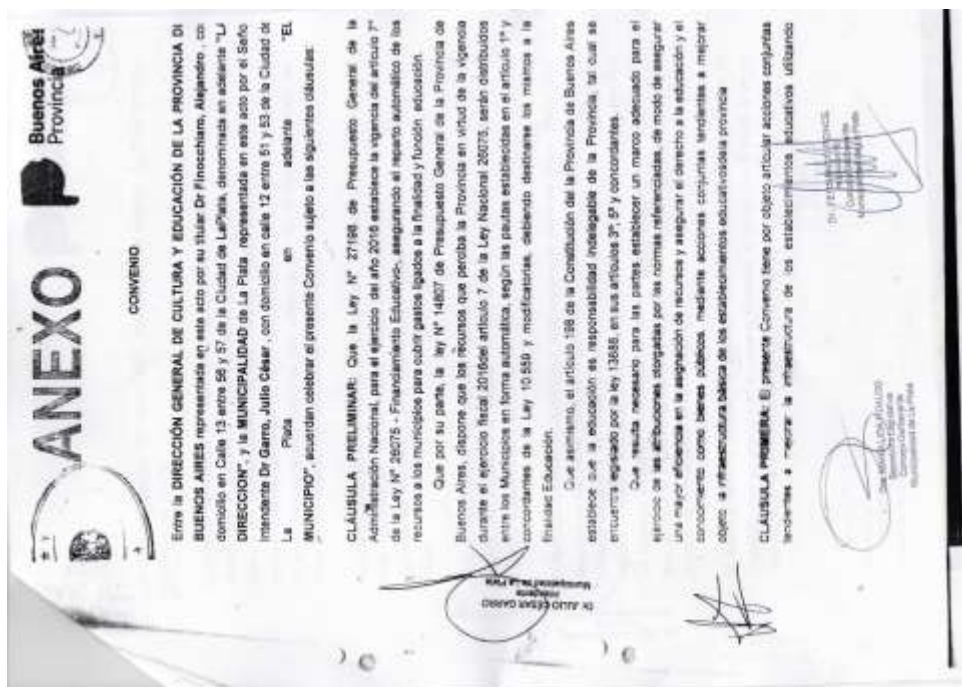 ANEXO
Buenos Aires
Provincia
CONVENIO
Entre la DIRECCIÓN GENERAL DE CULTURA Y EDUCACIÓN DE LA PROVINCIA DE
BUENOS AIRES representada en este acto por su titular Dr Finocchiaro, Alejandro , co
domicilio en Calle 13 entre 56 y 57 de la Ciudad de LaPlata, denominada en adelante "LA
DIRECCION", y la MUNICIPALIDAD de La Plata representada en este acto por el Seño
Intendente Dr Garro, Julio César , con domicilio en calle 12 entre 51 y 53 de la Ciudad de
La Plata en adelante "EL
MUNICIPIO", acuerdan celebrar el presente Convenio sujeto a las siguientes cláusulas:
CLÁUSULA PRELIMINAR: Que la Ley N° 27198 de Presupuesto General de la
Administración Nacional, para el ejercicio del año 2016 establece la vigencia del artículo 7°
de la Ley N° 26075 - Financiamiento Educativo-, asegurando el reparto automático de los
recursos a los municipios para cubrir gastos ligados a la finalidad y función educación.
Que por su parte, la ley N° 14807 de Presupuesto General de la Provincia de
Buenos Aires, dispone que los recursos que perciba la Provincia en virtud de la vigencia
durante el ejercicio fiscal 2016del artículo 7 de la Ley Nacional 26075, serán distribuidos
entre los Municipios en forma automática, según las pautas establecidas en el artículo 1° y
concordantes de la Ley 10.559 y modificatorias, debiendo destinarse los mismos a la
finalidad Educación.
Que asimismo, el artículo 198 de la Constitución del la Provincia de Buenos Aires
establece que la educación es responsabilidad indelegable de la Provincia, tal cual se
encuentra legislado por la ley 13688, en sus artículos 3°, 5° y concordantes.
Que resulta necesario para las partes establecer un marco adecuado para el
ejercicio de las atribuciones otorgadas por las normas referenciadas, de modo de asegurar
una mayor eficiencia en la asignación de recursos y asegurar el derecho a la educación y el
conocimiento como bienes públicos, mediante acciones conjuntas tendientes a mejorar
objeto la infraestructura básica de los establecimientos educativosdela provincia
CLÁUSULA PRIMERA: El presente Convenio tiene por objeto articular acciones conjuntas
tendientes a mejorar la infraestructura de los establecimientos educativos utilizando
Dr. JULIO CESAR GARRO
Intendente
Municipalidad de La Plata
Municipalidad de La Plata